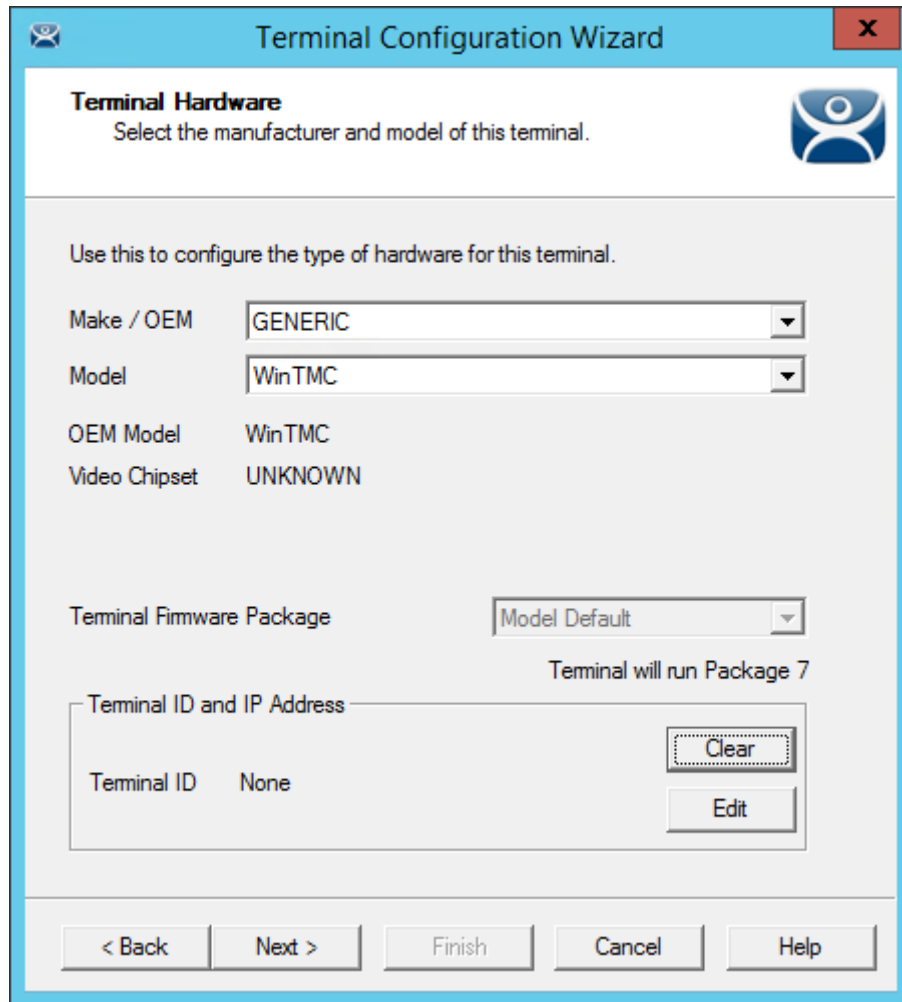 Terminal Configuration Wizard
x
Terminal Hardware
Select the manufacturer and model of this terminal.
Use this to configure the type of hardware for this terminal.
Make / OEM GENERIC
Model WinTMC
OEM Model WinTMC
Video Chipset UNKNOWN
Terminal Firmware Package Model Default
Terminal will run Package 7
Terminal ID and IP Address
Clear
Terminal ID None
Edit
< Back Next > Finish Cancel Help